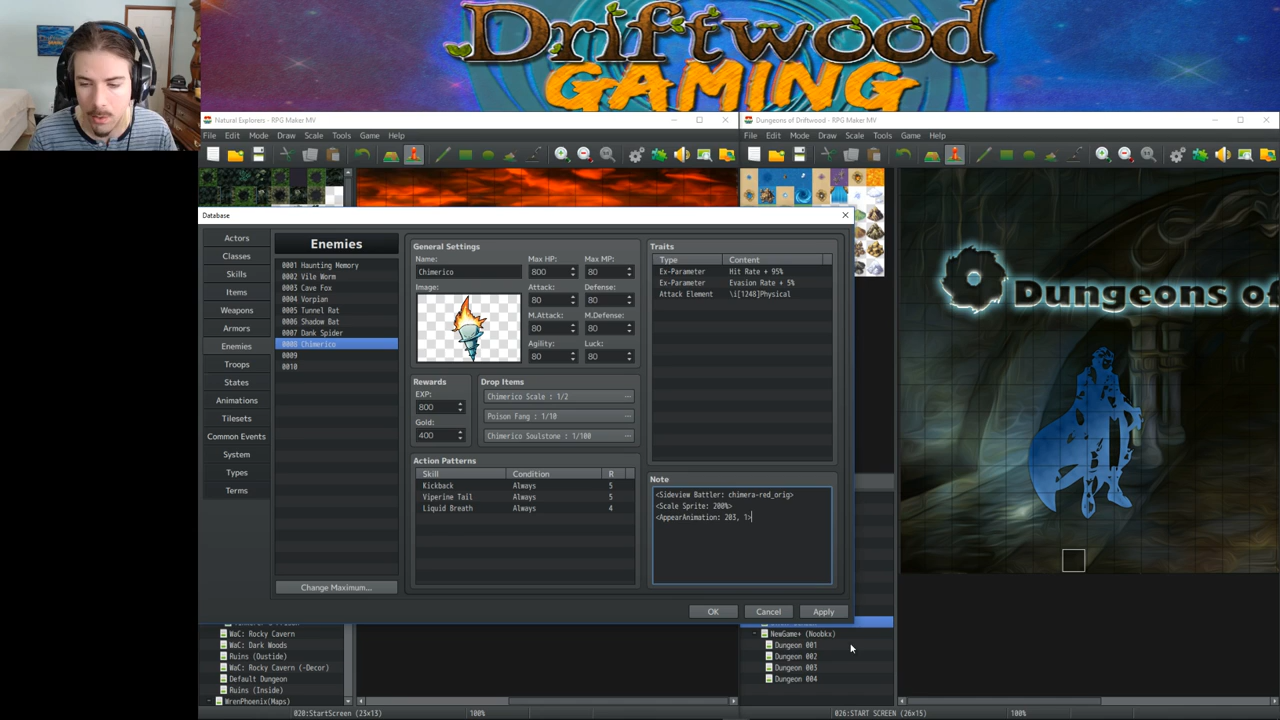 Driftwood
GAMING
Natural Explorers - RPG Maker MV
File Edit Mode Draw Scale Tools Game Help
Dungeons of Driftwood - RPG Maker MV
File Edit Mode Draw Scale Tools Game Help
Database
Actors
Classes
Skills
Items
Weapons
Armors
Enemies
Troops
States
Animations
Tilesets
Common Events
System
Types
Terms
Enemies
0001 Haunting Memory
0002 Vile Worm
0003 Cave Fox
0004 Vorpian
0005 Tunnel Rat
0006 Shadow Bat
0007 Dank Spider
0008 Chimerico
0009
0010
Change Maximum...
General Settings
Name: Max HP: Max MP:
Chimerico 800 80
Image: Attack: Defense:
80 80
M.Attack: M.Defense:
80 80
Agility: Luck:
80 80
Rewards
EXP:
800
Gold:
400
Drop Items
Chimerico Scale : 1/2 ...
Poison Fang : 1/10 ...
Chimerico Soulstone : 1/100 ...
Action Patterns
Skill Condition R
Kickback Always 5
Viperine Tail Always 5
Liquid Breath Always 4
Traits
Type Content
Ex-Parameter Hit Rate + 95%
Ex-Parameter Evasion Rate + 5%
Attack Element \i[1248]Physical
Note
<Sideview Battler: chimera-red_orig>
<Scale Sprite: 200%>
<AppearAnimation: 203, 1>
OK Cancel Apply
Dungeons of
WaC: Rocky Cavern
WaC: Dark Woods
Ruins (Oustide)
WaC: Rocky Cavern (-Decor)
Default Dungeon
Ruins (Inside)
WrenPhoenix(Maps)
NewGame+ (Noobkx)
Dungeon 001
Dungeon 002
Dungeon 003
Dungeon 004
020:StartScreen (23x13) 100%
026:START SCREEN (26x15) 100%